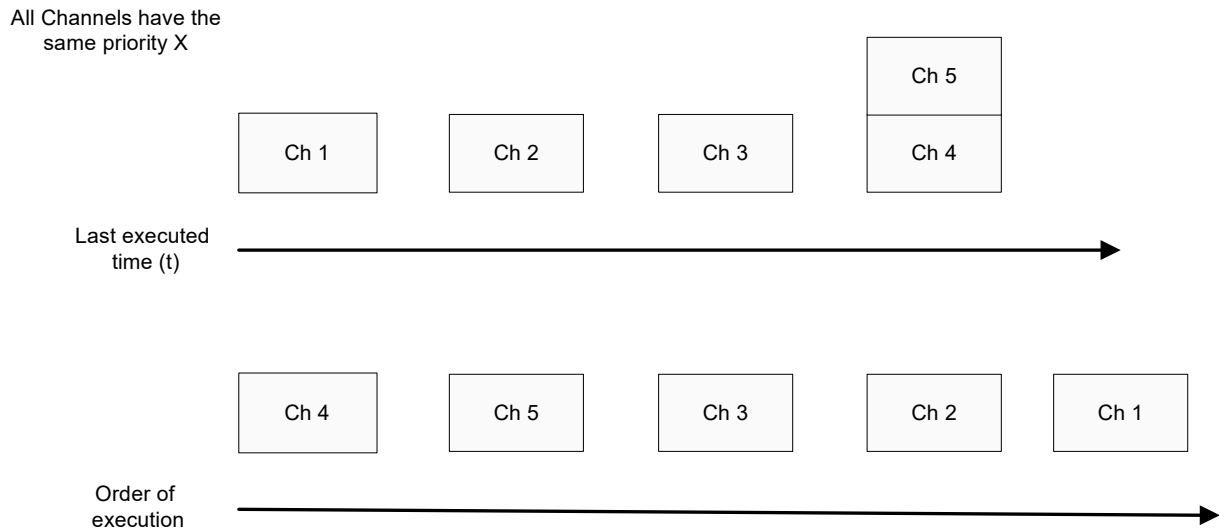 All Channels have the
same priority X
Ch 5
Ch 1
Ch 2
Ch 3
Ch 4
Last executed
time (t)
Ch 4
Ch 5
Ch 3
Ch 2
Ch 1
Order of
execution